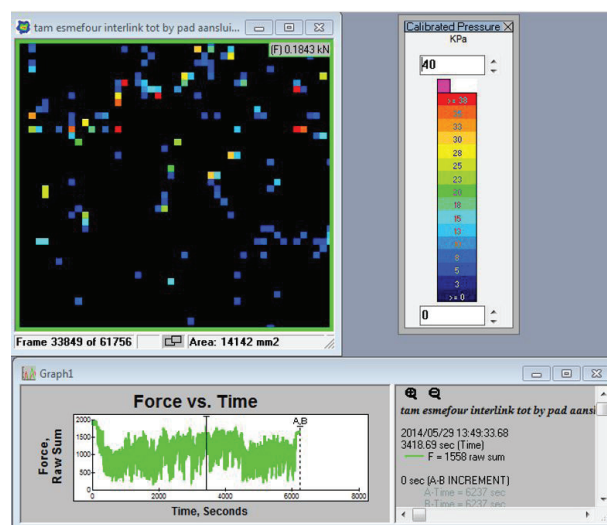 tam esmefour interlink tot by pad aanslui...
(F) 0.1843 kN
Frame 33849 of 61756
Area: 14142 mm2
Calibrated Pressure
KPa
40
>= 38
35
33
30
28
25
23
20
18
15
13
8
5
3
>= 0
0
Graph1
Force vs. Time
Force,
Raw Sum
2000
1500
1000
500
0
0
2000
4000
6000
8000
A,B
Time, Seconds
tam esmefour interlink tot by pad aansl
2014/05/29 13:49:33.68
3418.69 sec (Time)
F = 1558 raw sum
0 sec (A-B INCREMENT)
A-Time = 6237 sec
B-Time = 6237 sec